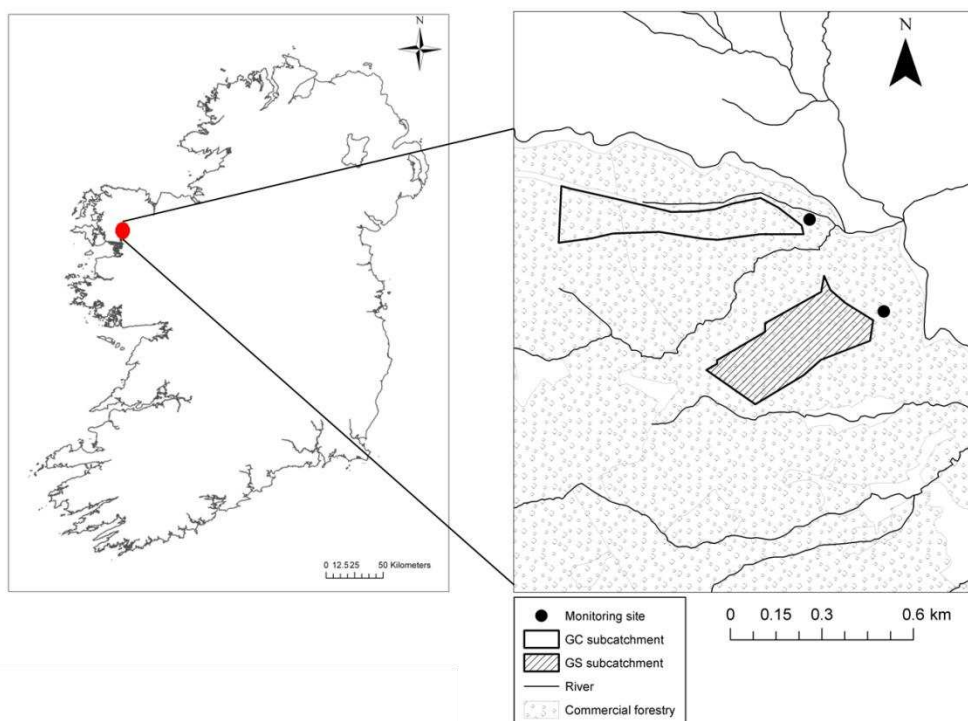 N
N
0 12.525 50 Kilometers
Monitoring site
GC subcatchment
GS subcatchment
River
Commercial forestry
0 0.15 0.3 0.6 km